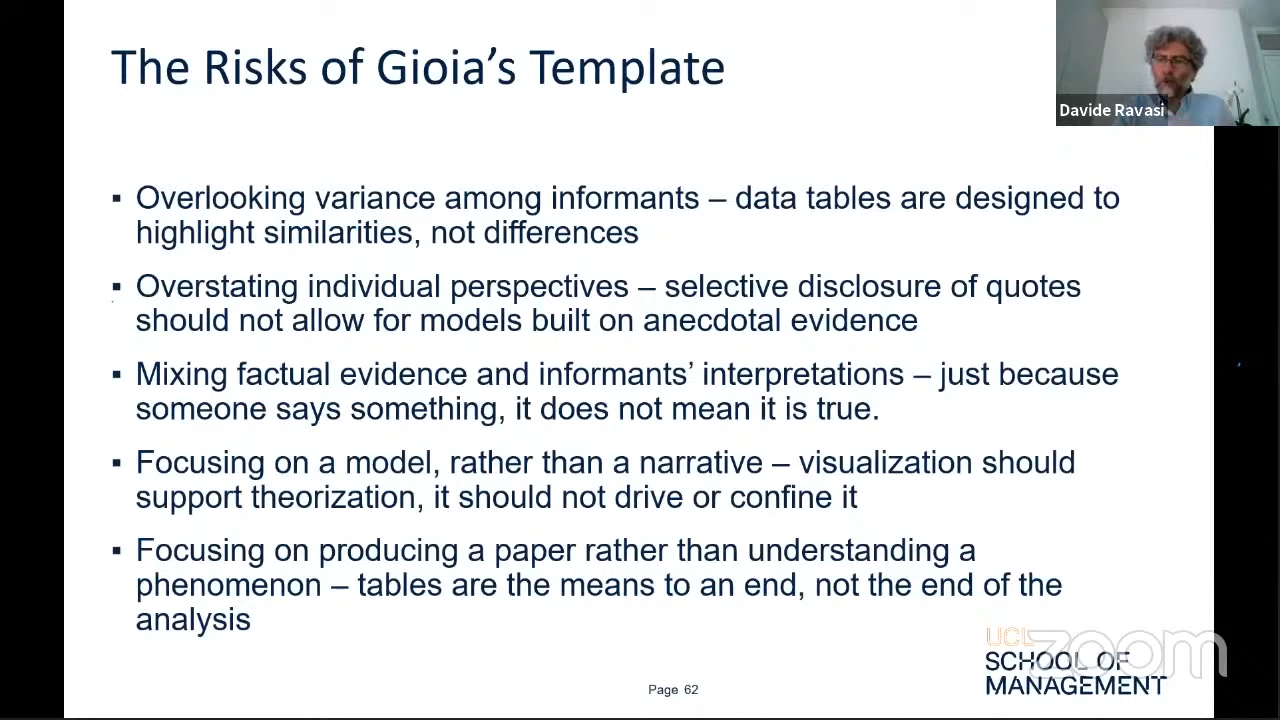 The Risks of Gioia's Template
Davide Ravasi
▪ Overlooking variance among informants – data tables are designed to
highlight similarities, not differences
▪ Overstating individual perspectives – selective disclosure of quotes
should not allow for models built on anecdotal evidence
▪ Mixing factual evidence and informants' interpretations – just because
someone says something, it does not mean it is true.
▪ Focusing on a model, rather than a narrative – visualization should
support theorization, it should not drive or confine it
▪ Focusing on producing a paper rather than understanding a
phenomenon – tables are the means to an end, not the end of the
analysis
UCL
zoom
SCHOOL OF
MANAGEMENT
Page 62